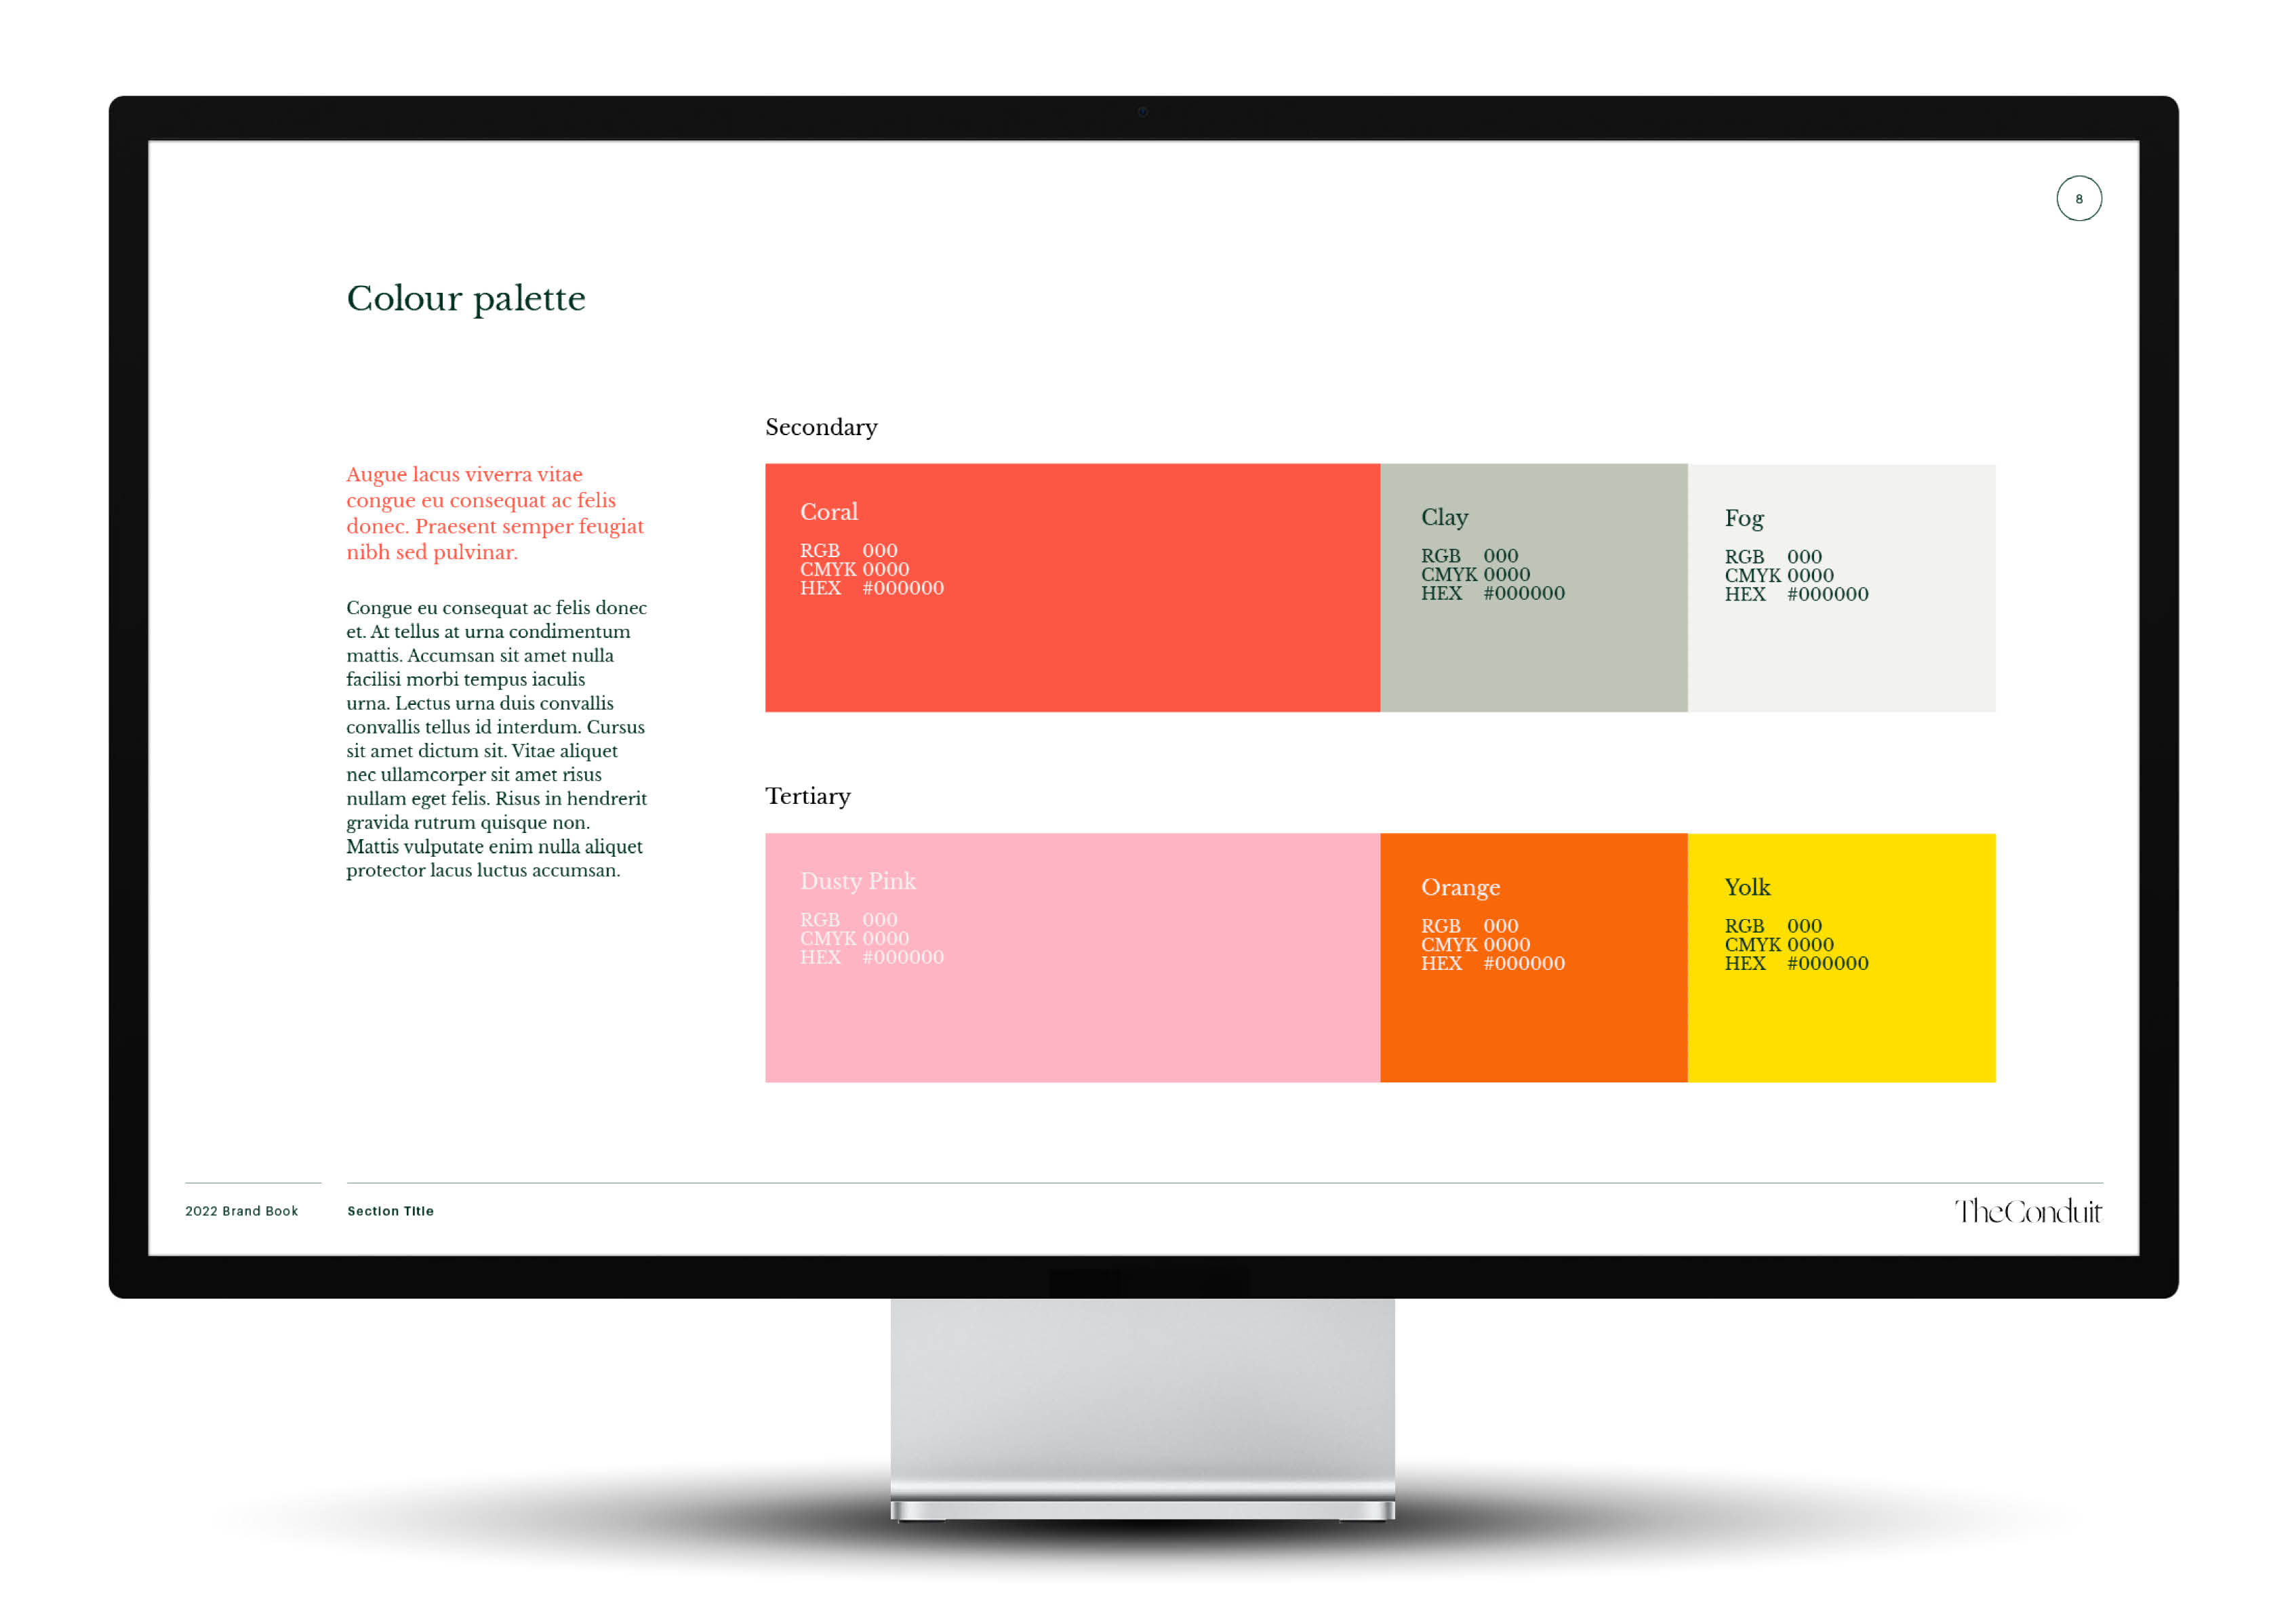 8
Colour palette
Augue lacus viverra vitae
congue eu consequat ac felis
donec. Praesent semper feugiat
nibh sed pulvinar.
Congue eu consequat ac felis donec
et. At tellus at urna condimentum
mattis. Accumsan sit amet nulla
facilisi morbi tempus iaculis
urna. Lectus urna duis convallis
convallis tellus id interdum. Cursus
sit amet dictum sit. Vitae aliquet
nec ullamcorper sit amet risus
nullam eget felis. Risus in hendrerit
gravida rutrum quisque non.
Mattis vulputate enim nulla aliquet
protector lacus luctus accumsan.
Secondary
Coral
RGB 000
CMYK 0000
HEX #000000
Clay
RGB 000
CMYK 0000
HEX #000000
Fog
RGB 000
CMYK 0000
HEX #000000
Tertiary
Dusty Pink
RGB 000
CMYK 0000
HEX #000000
Orange
RGB 000
CMYK 0000
HEX #000000
Yolk
RGB 000
CMYK 0000
HEX #000000
2022 Brand Book
Section Title
TheConduit